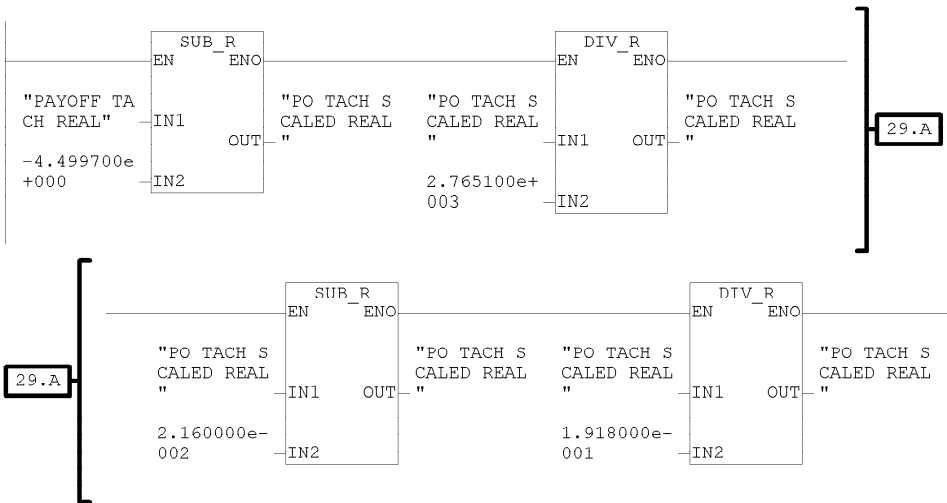 SUB_R
EN ENO
"PAYOFF TA
CH REAL"
IN1
-4.499700e
+000
IN2
OUT
"PO TACH S
CALED REAL
"
DIV_R
EN ENO
"PO TACH S
CALED REAL
"
IN1
2.765100e+
003
IN2
OUT
"PO TACH S
CALED REAL
"
29.A
29.A
SUB_R
EN ENO
"PO TACH S
CALED REAL
"
IN1
2.160000e-
002
IN2
OUT
"PO TACH S
CALED REAL
"
DIV_R
EN ENO
"PO TACH S
CALED REAL
"
IN1
1.918000e-
001
IN2
OUT
"PO TACH S
CALED REAL
"